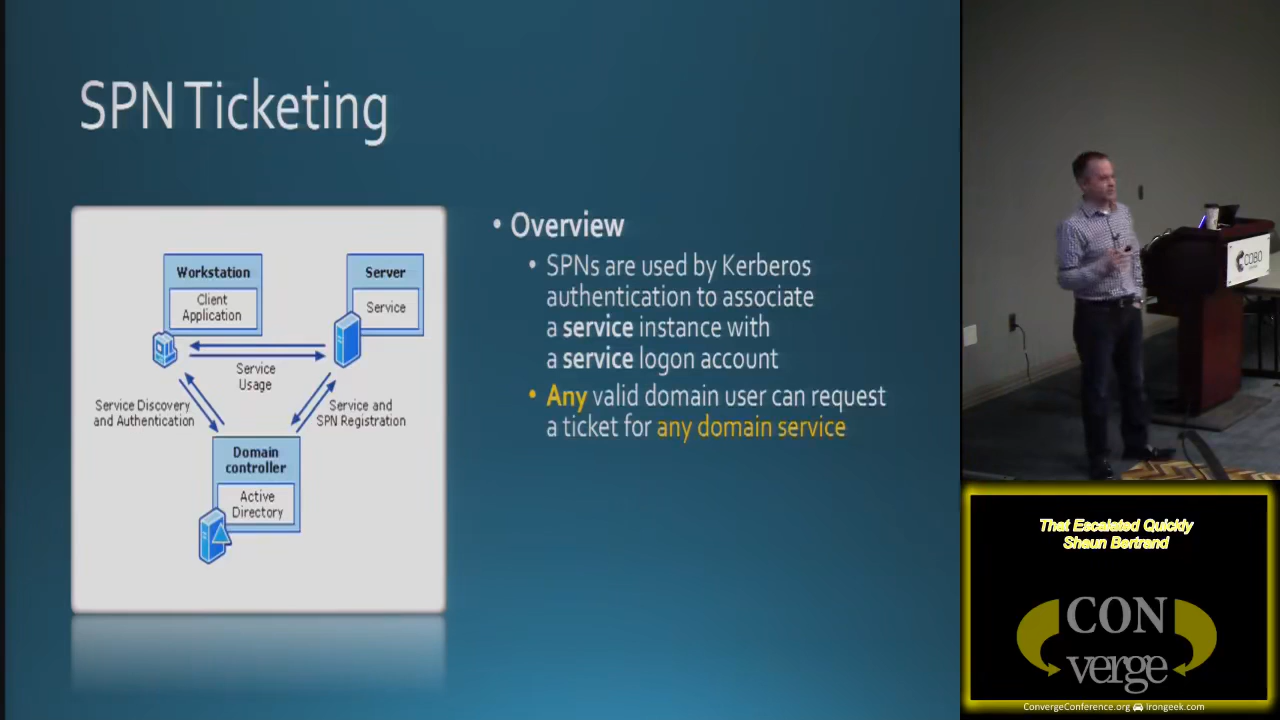 SPN Ticketing
Workstation
Client
Application
Server
Service
Service
Usage
Service Discovery
and Authentication
Service and
SPN Registration
Domain
controller
Active
Directory
• Overview
• SPNs are used by Kerberos
authentication to associate
a service instance with
a service logon account
• Any valid domain user can request
a ticket for any domain service
COBO
That Escalated Quickly
Shaun Bertrand
CON
verge
ConvergeConference.org Irongeek.com